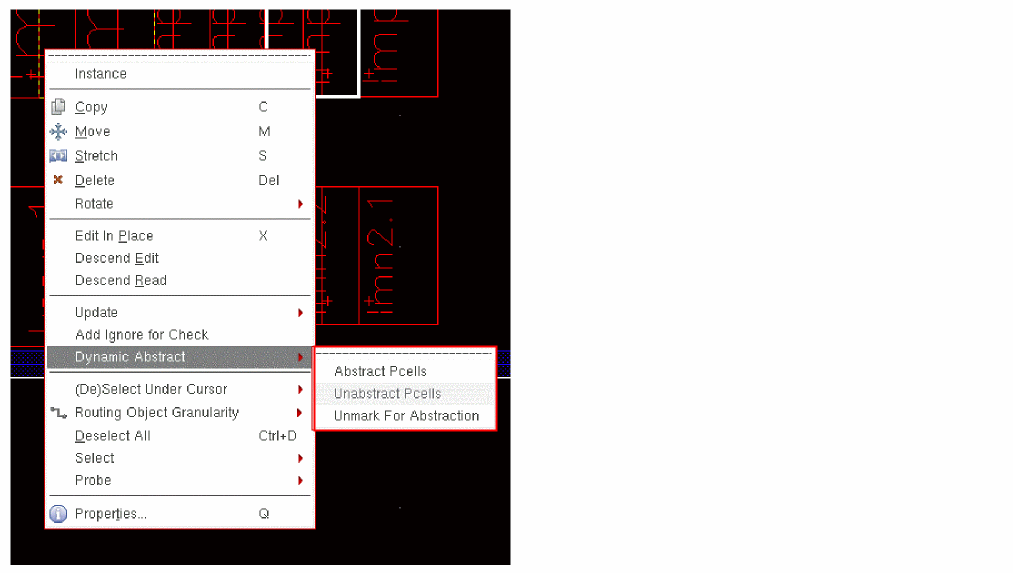 Instance
Copy C
Move M
Stretch S
Delete Del
Rotate
Edit In Place X
Descend Edit
Descend Read
Update
Add Ignore for Check
Dynamic Abstract
Abstract Pcells
Unabstract Pcells
Unmark For Abstraction
(De)Select Under Cursor
Routing Object Granularity
Deselect All Ctrl+D
Select
Probe
Properties... Q
imn2.1